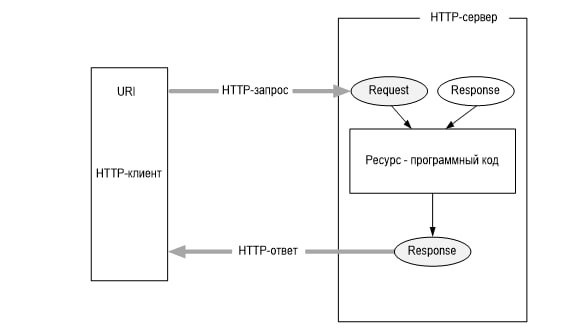 HTTP-сервер
URI
HTTP-запрос
Request
Response
Ресурс - программный код
HTTP-клиент
HTTP-ответ
Response